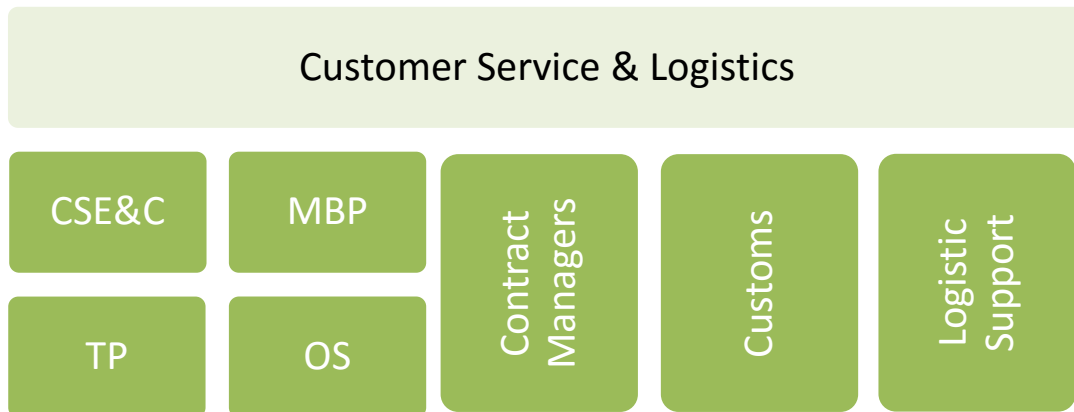 Customer Service & Logistics
CSE&C
MBP
TP
OS
Contract
Managers
Customs
Logistic
Support